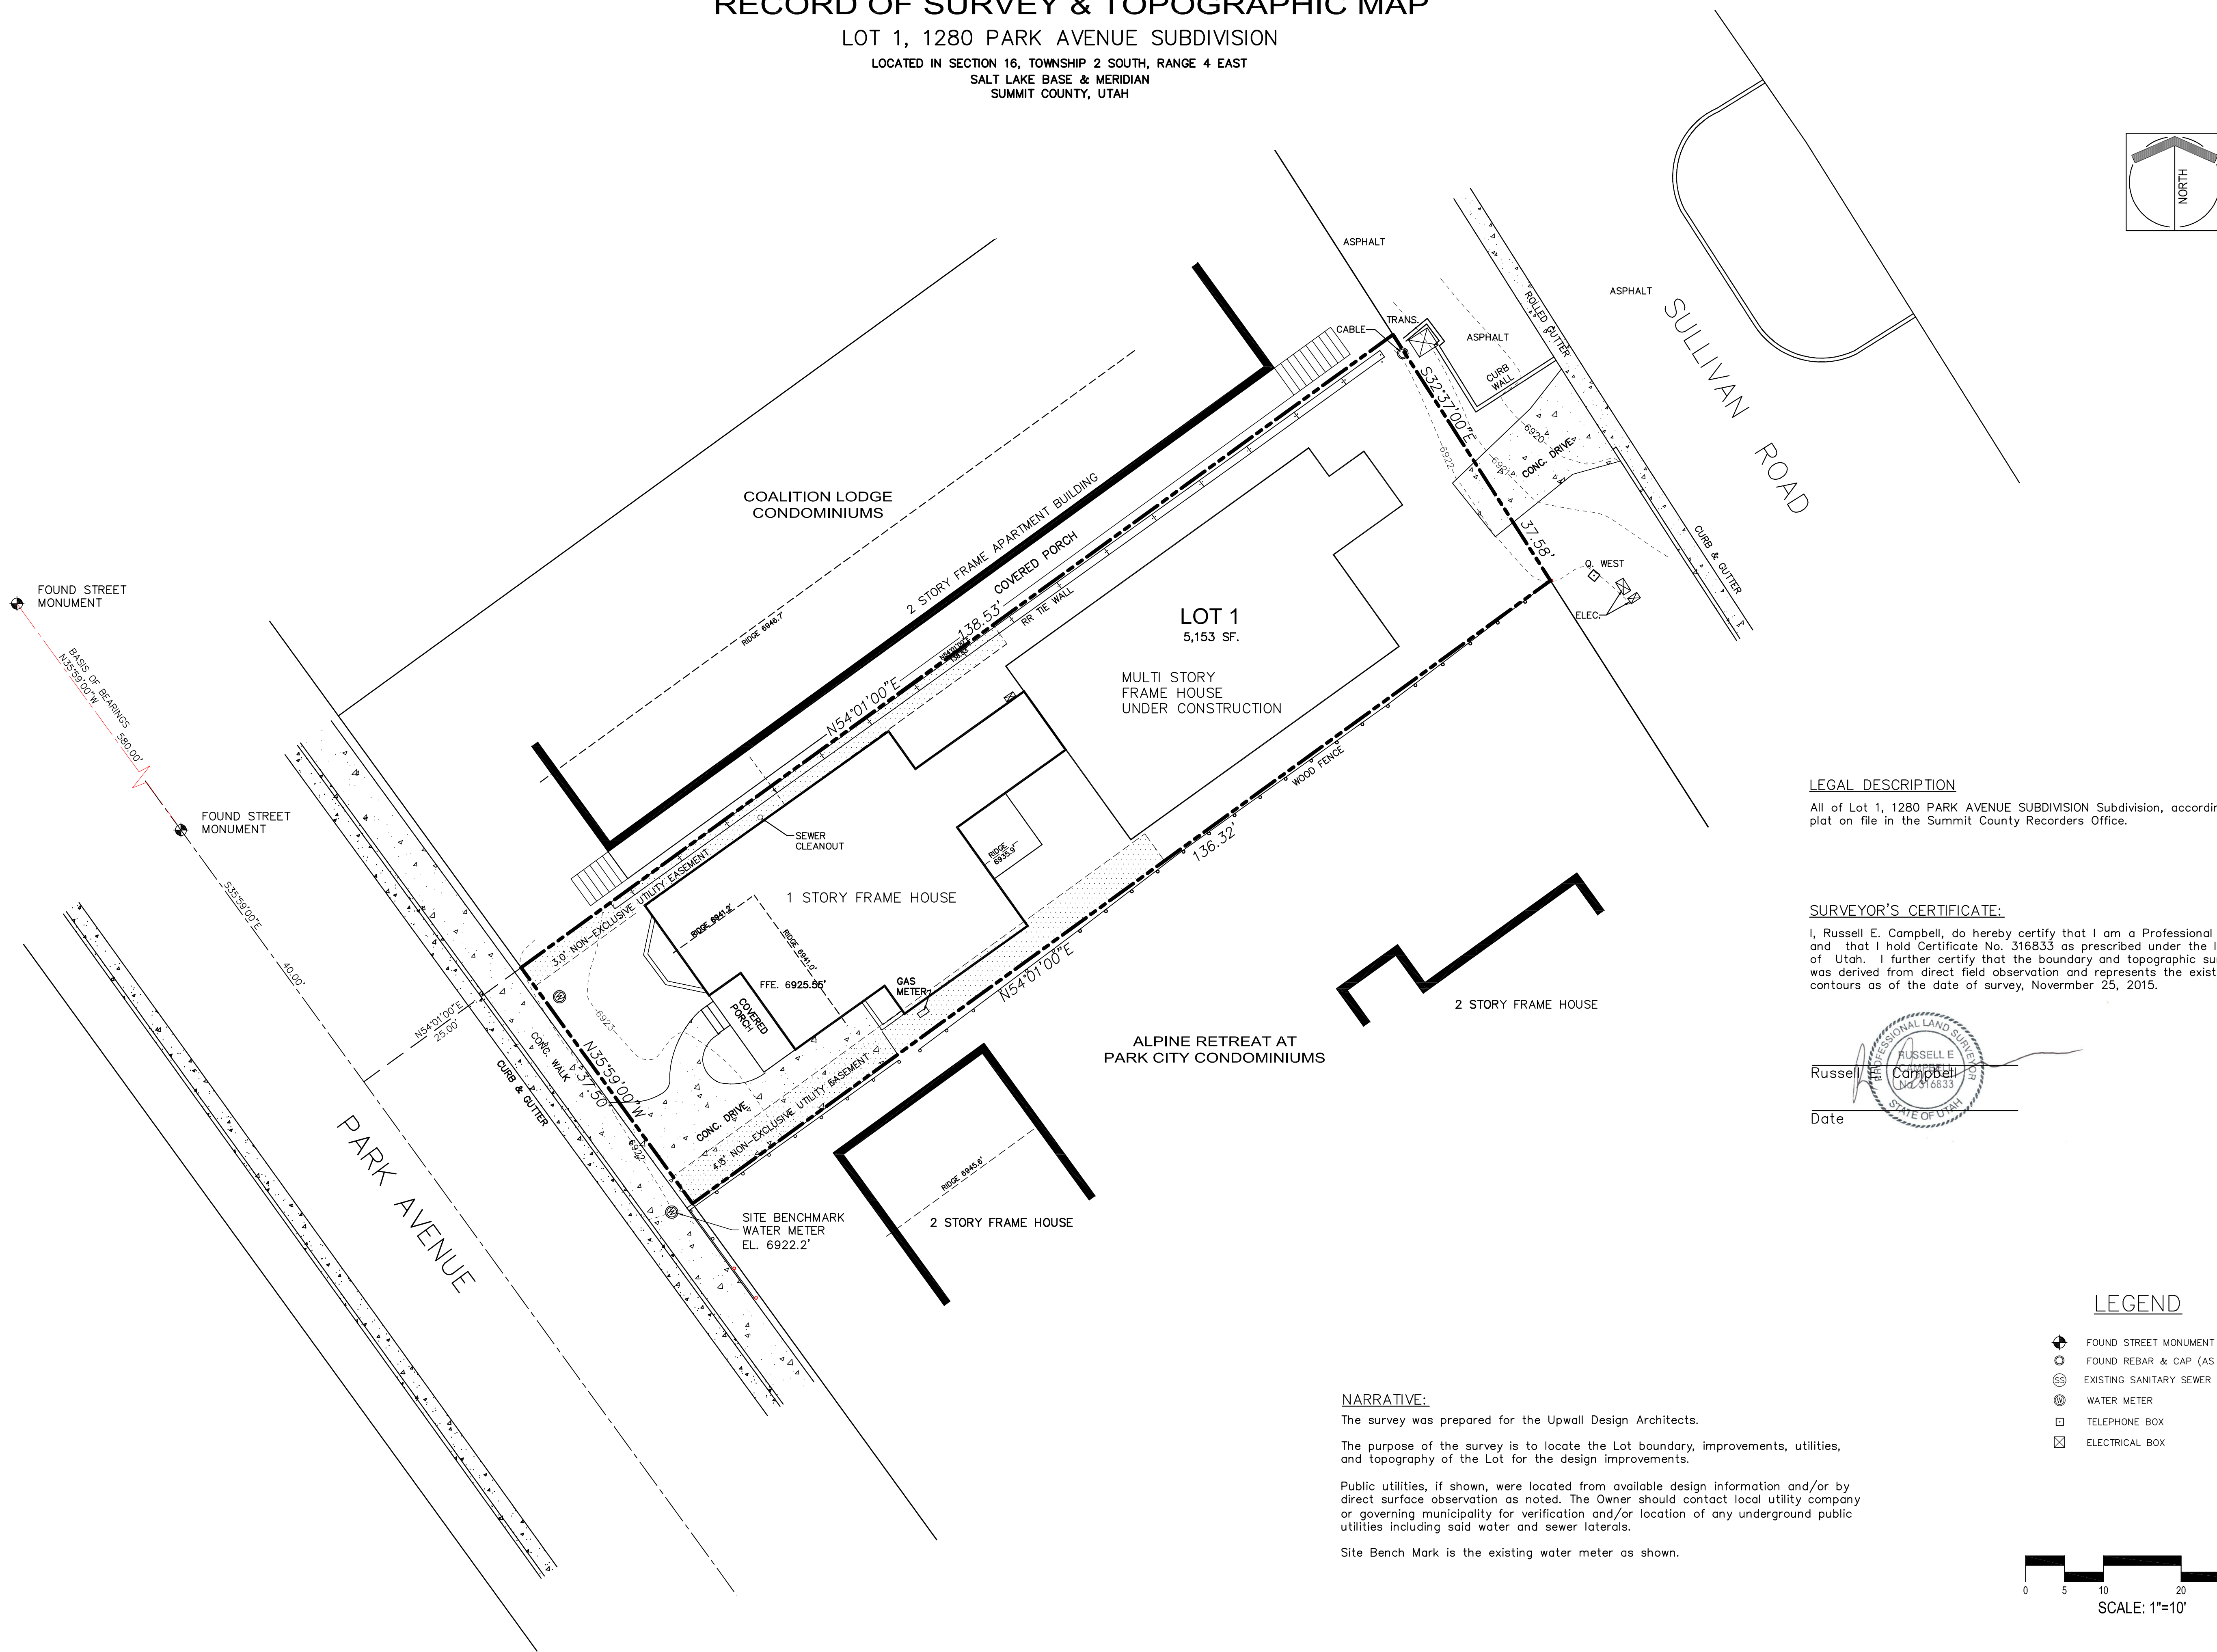 RECORD OF SURVEY & TOPOGRAPHIC MAP
LOT 1, 1280 PARK AVENUE SUBDIVISION
LOCATED IN SECTION 16, TOWNSHIP 2 SOUTH, RANGE 4 EAST
SALT LAKE BASE & MERIDIAN
SUMMIT COUNTY, UTAH
NORTH
ASPHALT
ASPHALT
ROLLED GUTTER
SULLIVAN ROAD
TRANS.
CABLE
ASPHALT
CURB
WALL
S32°37'00"E
37.58'
6922
6921
6920
CONC. DRIVE
CURB & GUTTER
Q. WEST
ELEC.
COALITION LODGE
CONDOMINIUMS
2 STORY FRAME APARTMENT BUILDING
COVERED PORCH
RR TIE WALL
RIDGE 6946.7'
N54°01'00"E
138.53'
LOT 1
5,153 SF.
MULTI STORY
FRAME HOUSE
UNDER CONSTRUCTION
WOOD FENCE
136.32'
N54°01'00"E
FOUND STREET
MONUMENT
BASIS OF BEARINGS
N35°59'00"W
580.00'
FOUND STREET
MONUMENT
S35°59'00"E
40.00'
N54°01'00"E
25.00'
SEWER
CLEANOUT
3.0' NON-EXCLUSIVE UTILITY EASEMENT
1 STORY FRAME HOUSE
RIDGE
6935.9'
RIDGE 6941.2'
RIDGE 6941.0'
FFE. 6925.55'
GAS
METER
COVERED
PORCH
6923
CONC. WALK
CURB & GUTTER
N35°59'00"W
37.50'
6922
CONC. DRIVE
4.5' NON-EXCLUSIVE UTILITY EASEMENT
PARK AVENUE
SITE BENCHMARK
WATER METER
EL. 6922.2'
RIDGE 6945.6'
2 STORY FRAME HOUSE
ALPINE RETREAT AT
PARK CITY CONDOMINIUMS
2 STORY FRAME HOUSE
LEGAL DESCRIPTION
All of Lot 1, 1280 PARK AVENUE SUBDIVISION Subdivision, accordin
plat on file in the Summit County Recorders Office.
SURVEYOR'S CERTIFICATE:
I, Russell E. Campbell, do hereby certify that I am a Professional
and that I hold Certificate No. 316833 as prescribed under the l
of Utah. I further certify that the boundary and topographic su
was derived from direct field observation and represents the exist
contours as of the date of survey, Novermber 25, 2015.
PROFESSIONAL LAND SURVEYOR
RUSSELL E
CAMPBELL
No. 316833
STATE OF UTAH
Russell E. Campbell
Date
LEGEND
FOUND STREET MONUMENT
FOUND REBAR & CAP (AS
SS EXISTING SANITARY SEWER
W WATER METER
TELEPHONE BOX
ELECTRICAL BOX
NARRATIVE:
The survey was prepared for the Upwall Design Architects.
The purpose of the survey is to locate the Lot boundary, improvements, utilities,
and topography of the Lot for the design improvements.
Public utilities, if shown, were located from available design information and/or by
direct surface observation as noted. The Owner should contact local utility company
or governing municipality for verification and/or location of any underground public
utilities including said water and sewer laterals.
Site Bench Mark is the existing water meter as shown.
0 5 10 20
SCALE: 1"=10'